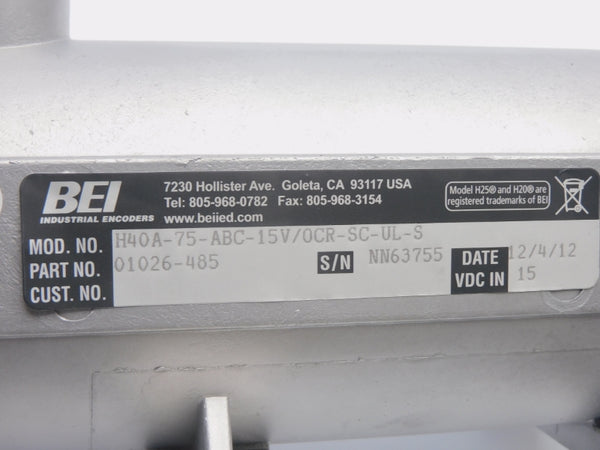 BEI
INDUSTRIAL ENCODERS
7230 Hollister Ave. Goleta, CA 93117 USA
Tel: 805-968-0782 Fax: 805-968-3154
www.beiied.com
Model H25® and H20® are
registered trademarks of BEI
MOD. NO. H40A-75-ABC-15V/OCR-SC-UL-S
PART NO. 01026-485 S/N NN63755 DATE 12/4/12
CUST. NO. VDC IN 15